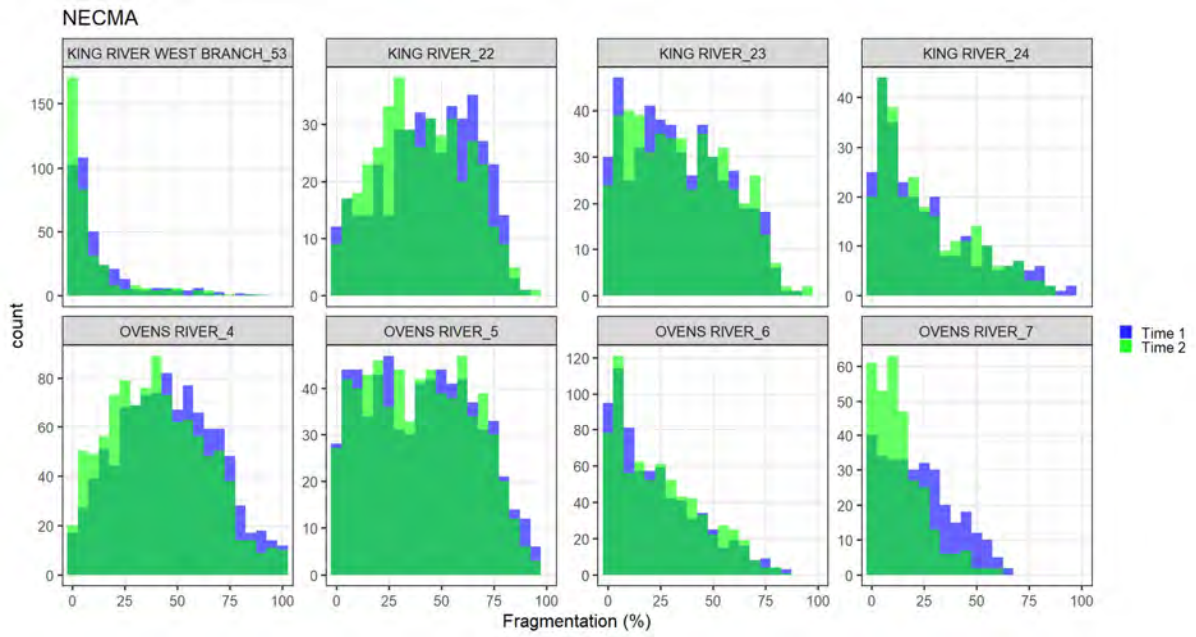 NECMA
KING RIVER WEST BRANCH_53 KING RIVER_22 KING RIVER_23 KING RIVER_24
150 30 40 40
100 30 30
20
50 20 20
10
10 10
0 0 0 0
OVENS RIVER_4 OVENS RIVER_5 OVENS RIVER_6 OVENS RIVER_7
120
80 40 100 60
60 30 80 50
40
40 20 60 30
40
20 10 20 20
10
0 0 0 0
0 25 50 75 100 0 25 50 75 100 0 25 50 75 100 0 25 50 75 100
count
Fragmentation (%)
Time 1
Time 2